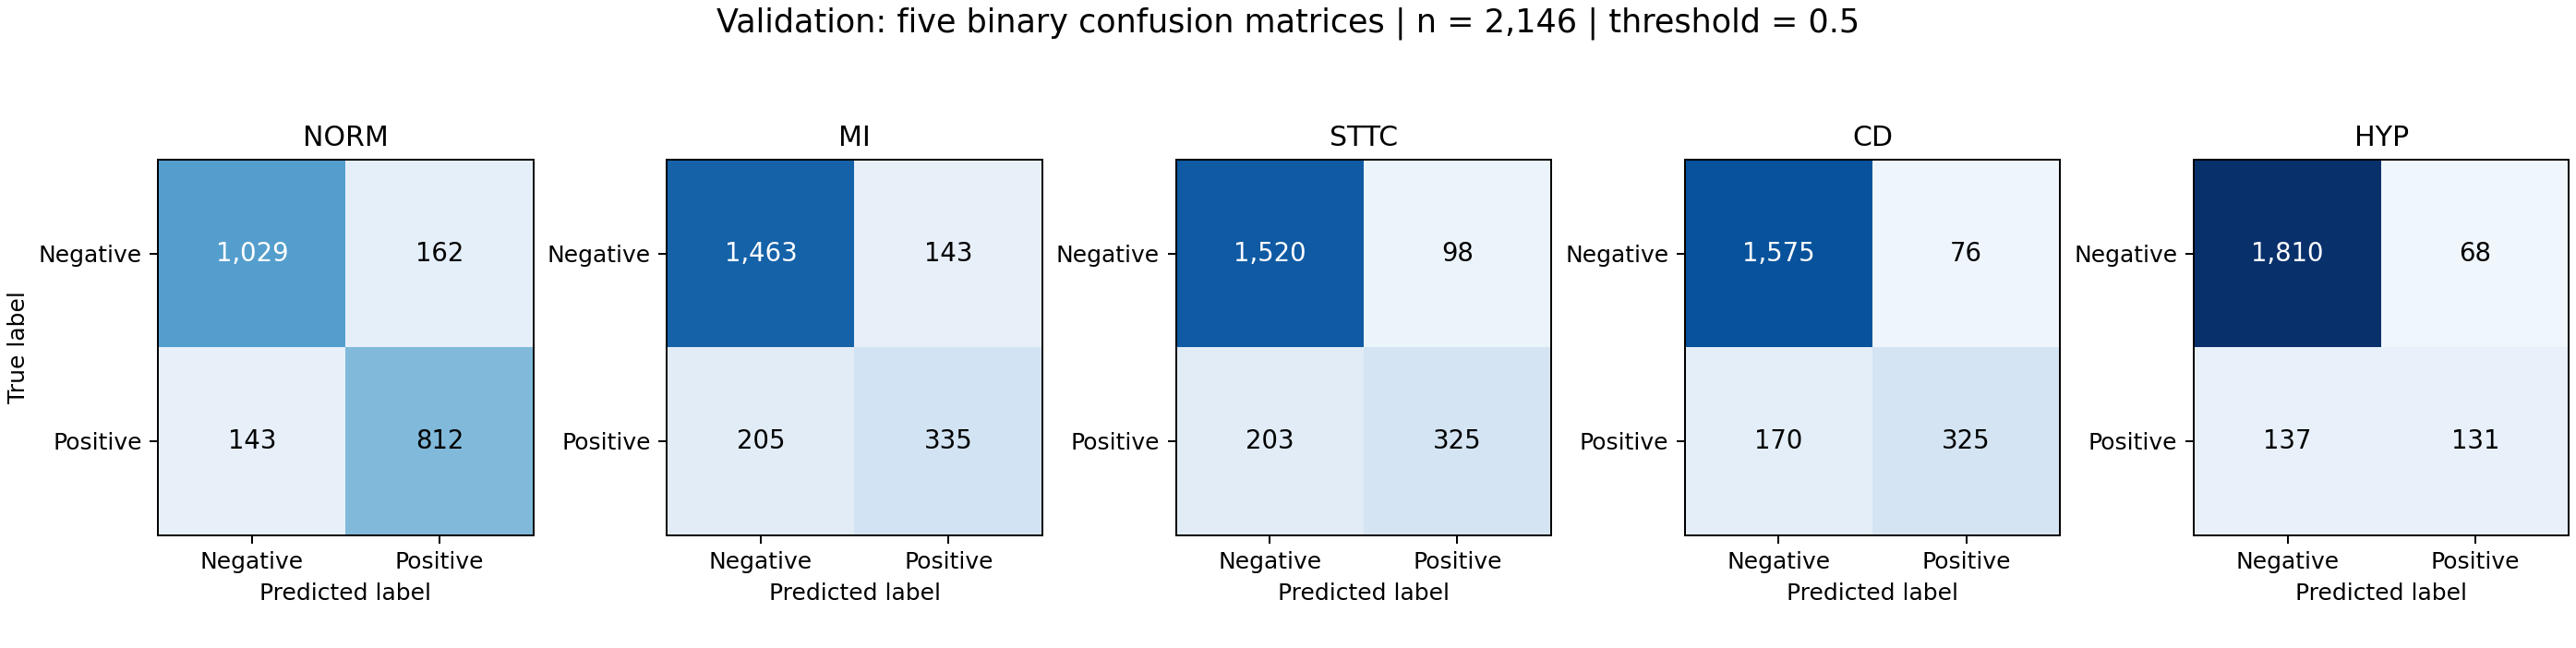 Validation: five binary confusion matrices | n = 2,146 | threshold = 0.5
NORM
True label
Negative
1,029
162
Positive
143
812
Negative
Positive
Predicted label
MI
Negative
1,463
143
Positive
205
335
Negative
Positive
Predicted label
STTC
Negative
1,520
98
Positive
203
325
Negative
Positive
Predicted label
CD
Negative
1,575
76
Positive
170
325
Negative
Positive
Predicted label
HYP
Negative
1,810
68
Positive
137
131
Negative
Positive
Predicted label